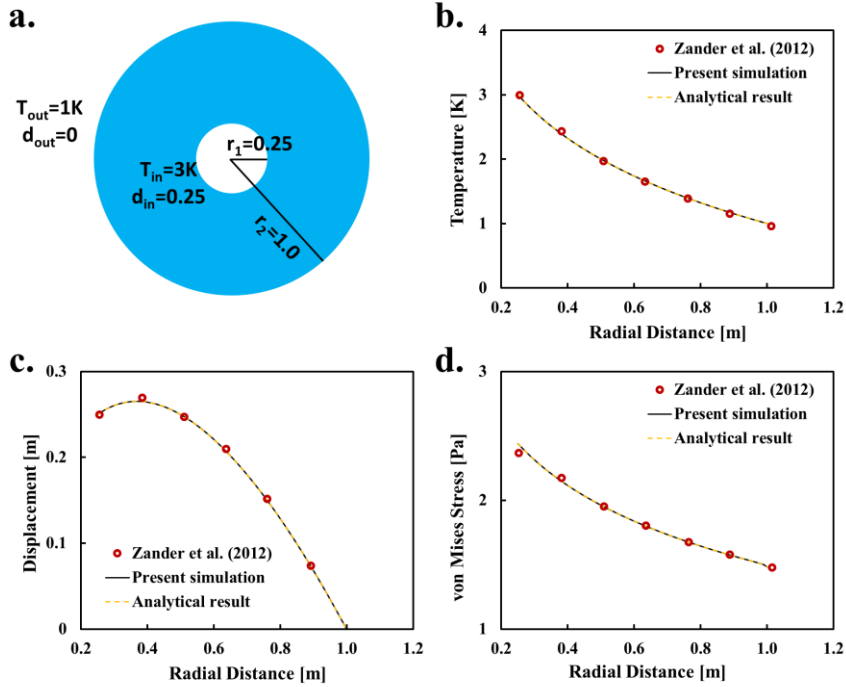 a.
T_out=1K
d_out=0
r_1=0.25
T_in=3K
d_in=0.25
r_2=1.0
b.
4
3
2
1
0
0.2 0.4 0.6 0.8 1.0 1.2
Temperature [K]
Radial Distance [m]
Zander et al. (2012)
Present simulation
Analytical result
c.
0.3
0.2
0.1
0
0.2 0.4 0.6 0.8 1.0 1.2
Displacement [m]
Radial Distance [m]
Zander et al. (2012)
Present simulation
Analytical result
d.
3
2
1
0.2 0.4 0.6 0.8 1.0 1.2
von Mises Stress [Pa]
Radial Distance [m]
Zander et al. (2012)
Present simulation
Analytical result